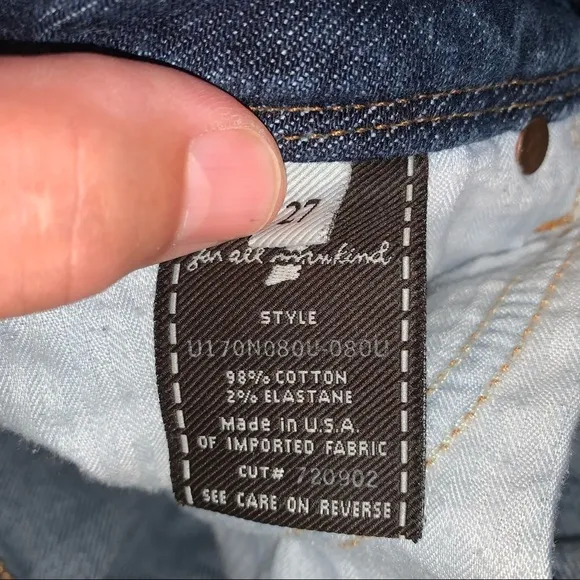 27
for all mankind
STYLE
U170N080U-080U
98% COTTON
2% ELASTANE
Made in U.S.A.
OF IMPORTED FABRIC
CUT# 720902
SEE CARE ON REVERSE